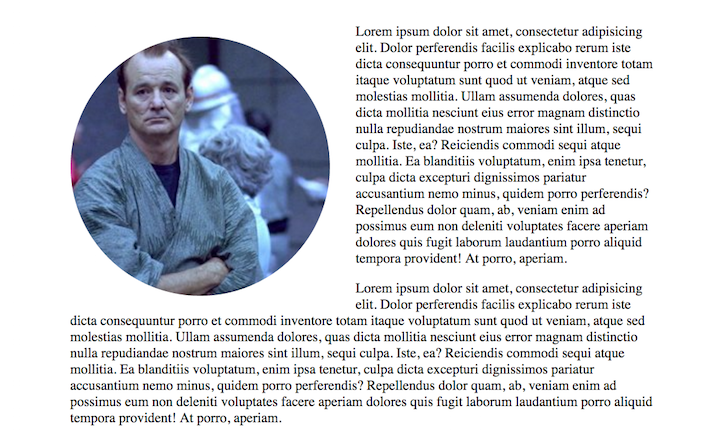 Lorem ipsum dolor sit amet, consectetur adipisicing
elit. Dolor perferendis facilis explicabo rerum iste
dicta consequuntur porro et commodi inventore totam
itaque voluptatum sunt quod ut veniam, atque sed
molestias mollitia. Ullam assumenda dolores, quas
dicta mollitia nesciunt eius error magnam distinctio
nulla repudiandae nostrum maiores sint illum, sequi
culpa. Iste, ea? Reiciendis commodi sequi atque
mollitia. Ea blanditiis voluptatum, enim ipsa tenetur,
culpa dicta excepturi dignissimos pariatur
accusantium nemo minus, quidem porro perferendis?
Repellendus dolor quam, ab, veniam enim ad
possimus eum non deleniti voluptates facere aperiam
dolores quis fugit laborum laudantium porro aliquid
tempora provident! At porro, aperiam.
Lorem ipsum dolor sit amet, consectetur adipisicing
elit. Dolor perferendis facilis explicabo rerum iste
dicta consequuntur porro et commodi inventore totam itaque voluptatum sunt quod ut veniam, atque sed
molestias mollitia. Ullam assumenda dolores, quas dicta mollitia nesciunt eius error magnam distinctio
nulla repudiandae nostrum maiores sint illum, sequi culpa. Iste, ea? Reiciendis commodi sequi atque
mollitia. Ea blanditiis voluptatum, enim ipsa tenetur, culpa dicta excepturi dignissimos pariatur
accusantium nemo minus, quidem porro perferendis? Repellendus dolor quam, ab, veniam enim ad
possimus eum non deleniti voluptates facere aperiam dolores quis fugit laborum laudantium porro aliquid
tempora provident! At porro, aperiam.